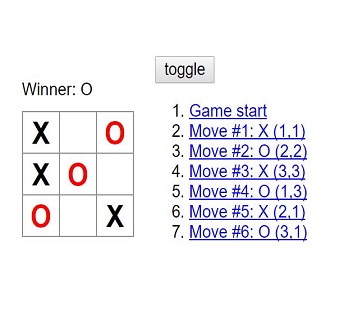 toggle
Winner: O
X O
X O
O X
1. Game start
2. Move #1: X (1,1)
3. Move #2: O (2,2)
4. Move #3: X (3,3)
5. Move #4: O (1,3)
6. Move #5: X (2,1)
7. Move #6: O (3,1)